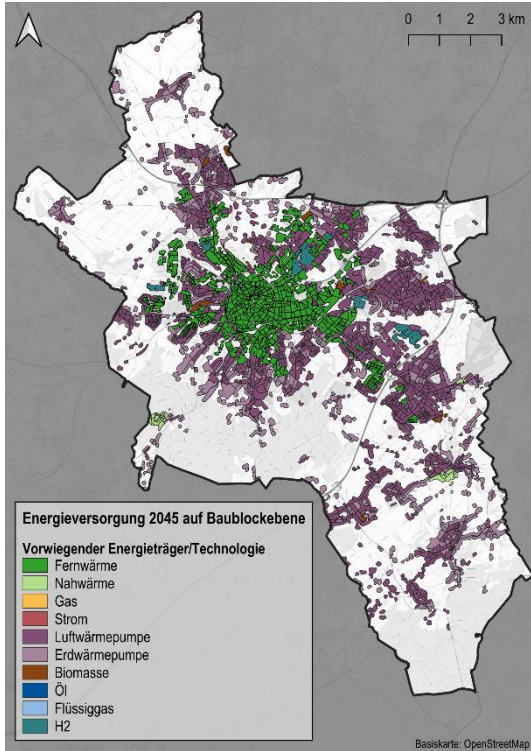 0 1 2 3 km
Energieversorgung 2045 auf Baublockebene
Vorwiegender Energieträger/Technologie
Fernwärme
Nahwärme
Gas
Strom
Luftwärmepumpe
Erdwärmepumpe
Biomasse
Öl
Flüssiggas
H2
Basiskarte: OpenStreetMap